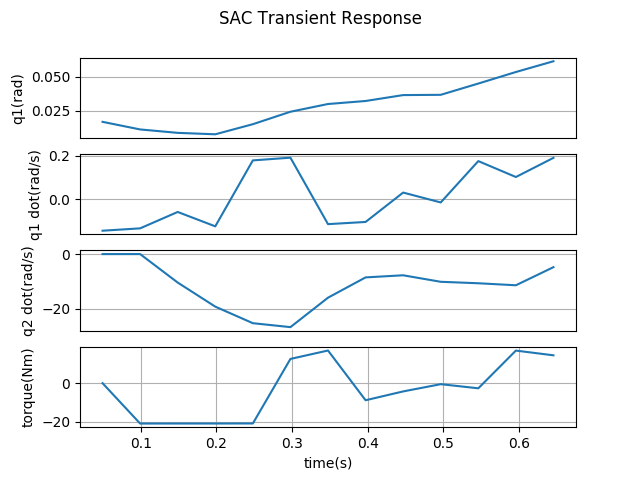 SAC Transient Response
q1(rad)
0.050
0.025
q1 dot(rad/s)
0.2
0.0
q2 dot(rad/s)
0
−20
torque(Nm)
0
−20
0.1 0.2 0.3 0.4 0.5 0.6
time(s)